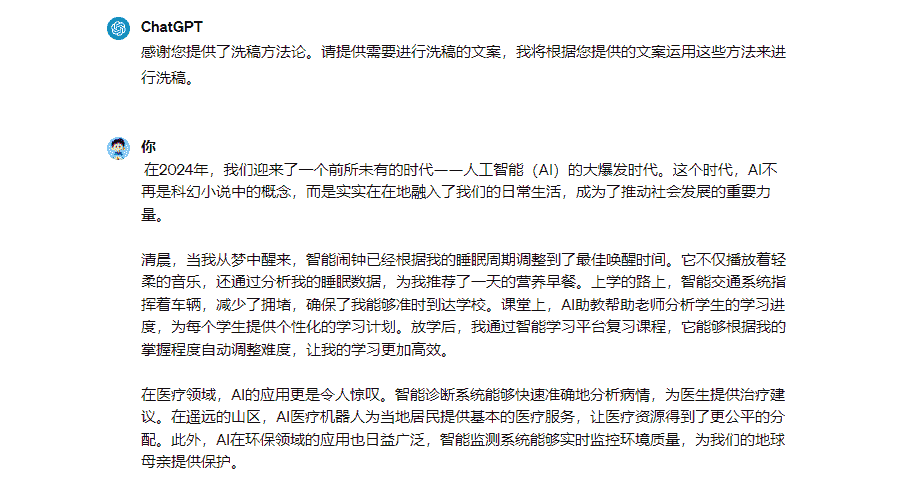 ChatGPT
感谢您提供了洗稿方法论。请提供需要进行洗稿的文案，我将根据您提供的文案运用这些方法来进
行洗稿。
你
在2024年，我们迎来了一个前所未有的时代——人工智能（AI）的大爆发时代。这个时代，AI不
再是科幻小说中的概念，而是实实在在地融入了我们的日常生活，成为了推动社会发展的重要力
量。
清晨，当我从梦中醒来，智能闹钟已经根据我的睡眠周期调整到了最佳唤醒时间。它不仅播放着轻
柔的音乐，还通过分析我的睡眠数据，为我推荐了一天的营养早餐。上学的路上，智能交通系统指
挥着车辆，减少了拥堵，确保了我能够准时到达学校。课堂上，AI助教帮助老师分析学生的学习进
度，为每个学生提供个性化的学习计划。放学后，我通过智能学习平台复习课程，它能够根据我的
掌握程度自动调整难度，让我的学习更加高效。
在医疗领域，AI的应用更是令人惊叹。智能诊断系统能够快速准确地分析病情，为医生提供治疗建
议。在遥远的山区，AI医疗机器人为当地居民提供基本的医疗服务，让医疗资源得到了更公平的分
配。此外，AI在环保领域的应用也日益广泛，智能监测系统能够实时监控环境质量，为我们的地球
母亲提供保护。